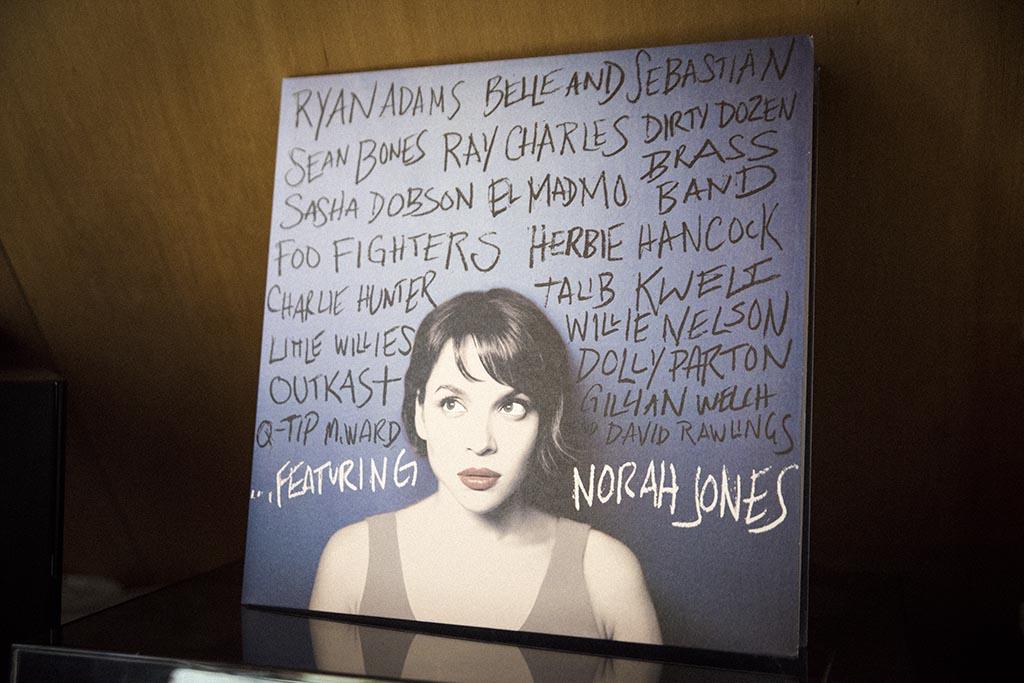 RYAN ADAMS BELLE AND SEBASTIAN
SEAN BONES RAY CHARLES DIRTY DOZEN
BRASS
SASHA DOBSON EL MADMO BAND
FOO FIGHTERS HERBIE HANCOCK
CHARLIE HUNTER TALIB KWELI
LITTLE WILLIES WILLIE NELSON
OUTKAST DOLLY PARTON
GILLIAN WELCH
Q-TIP M.WARD AND DAVID RAWLINGS
...FEATURING NORAH JONES